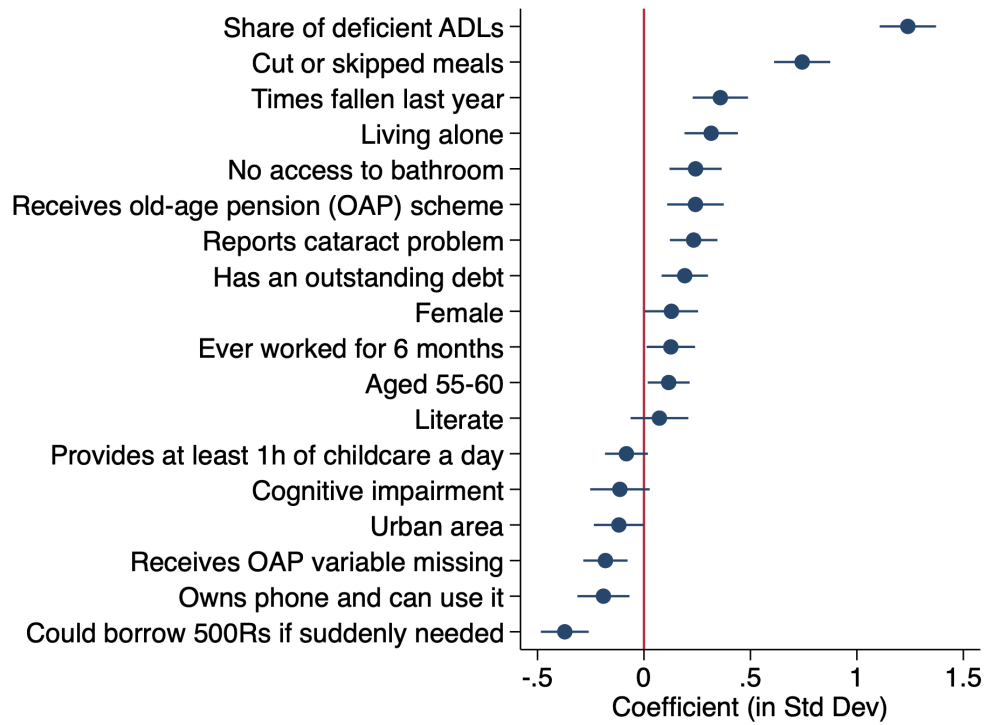 Share of deficient ADLs
Cut or skipped meals
Times fallen last year
Living alone
No access to bathroom
Receives old-age pension (OAP) scheme
Reports cataract problem
Has an outstanding debt
Female
Ever worked for 6 months
Aged 55-60
Literate
Provides at least 1h of childcare a day
Cognitive impairment
Urban area
Receives OAP variable missing
Owns phone and can use it
Could borrow 500Rs if suddenly needed
-.5 0 .5 1 1.5
Coefficient (in Std Dev)